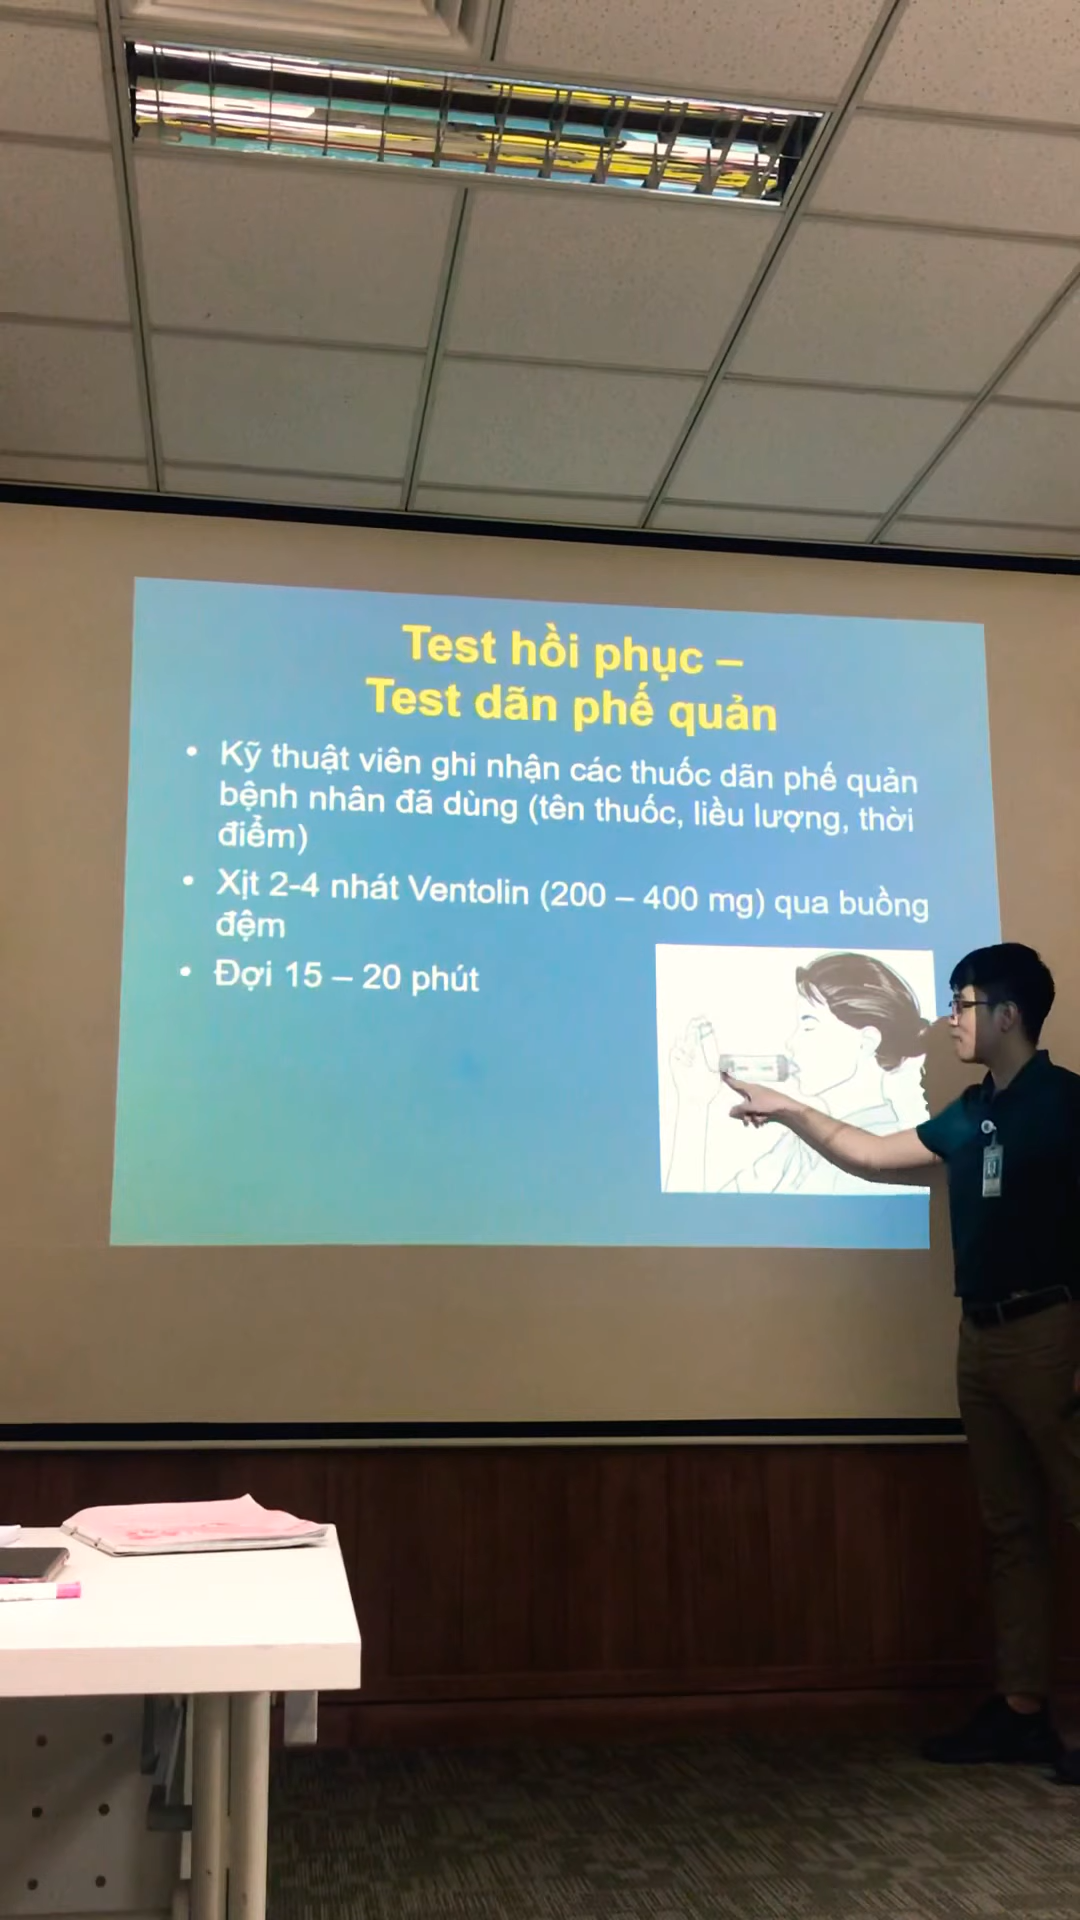 Test hồi phục –
Test dãn phế quản
• Kỹ thuật viên ghi nhận các thuốc dãn phế quản
bệnh nhân đã dùng (tên thuốc, liều lượng, thời
điểm)
• Xịt 2-4 nhát Ventolin (200 – 400 mg) qua buồng
đệm
• Đợi 15 – 20 phút